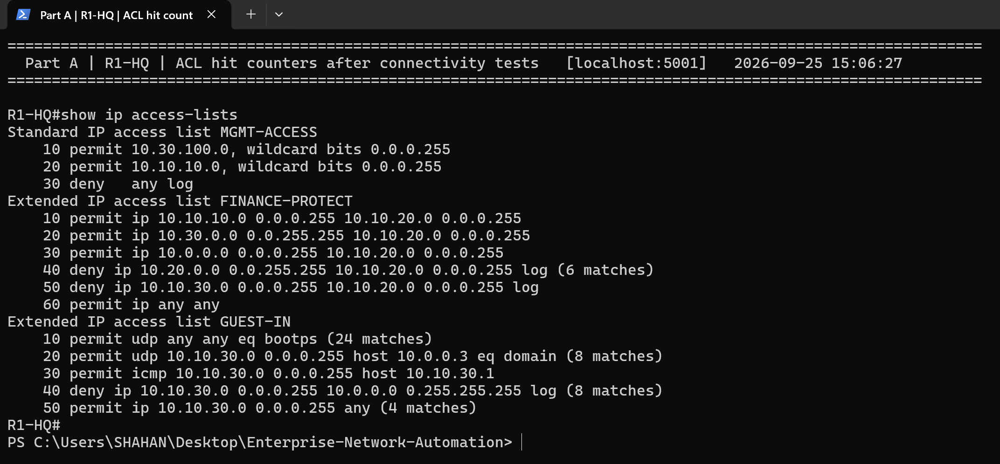 Part A | R1-HQ | ACL hit count
==============================================================================================================
  Part A | R1-HQ | ACL hit counters after connectivity tests   [localhost:5001]   2026-09-25 15:06:27
==============================================================================================================
R1-HQ#show ip access-lists
Standard IP access list MGMT-ACCESS
    10 permit 10.30.100.0, wildcard bits 0.0.0.255
    20 permit 10.10.10.0, wildcard bits 0.0.0.255
    30 deny   any log
Extended IP access list FINANCE-PROTECT
    10 permit ip 10.10.10.0 0.0.0.255 10.10.20.0 0.0.0.255
    20 permit ip 10.30.0.0 0.0.255.255 10.10.20.0 0.0.0.255
    30 permit ip 10.0.0.0 0.0.0.255 10.10.20.0 0.0.0.255
    40 deny ip 10.20.0.0 0.0.255.255 10.10.20.0 0.0.0.255 log (6 matches)
    50 deny ip 10.10.30.0 0.0.0.255 10.10.20.0 0.0.0.255 log
    60 permit ip any any
Extended IP access list GUEST-IN
    10 permit udp any any eq bootps (24 matches)
    20 permit udp 10.10.30.0 0.0.0.255 host 10.0.0.3 eq domain (8 matches)
    30 permit icmp 10.10.30.0 0.0.0.255 host 10.10.30.1
    40 deny ip 10.10.30.0 0.0.0.255 10.0.0.0 0.255.255.255 log (8 matches)
    50 permit ip 10.10.30.0 0.0.0.255 any (4 matches)
R1-HQ#
PS C:\Users\SHAHAN\Desktop\Enterprise-Network-Automation>